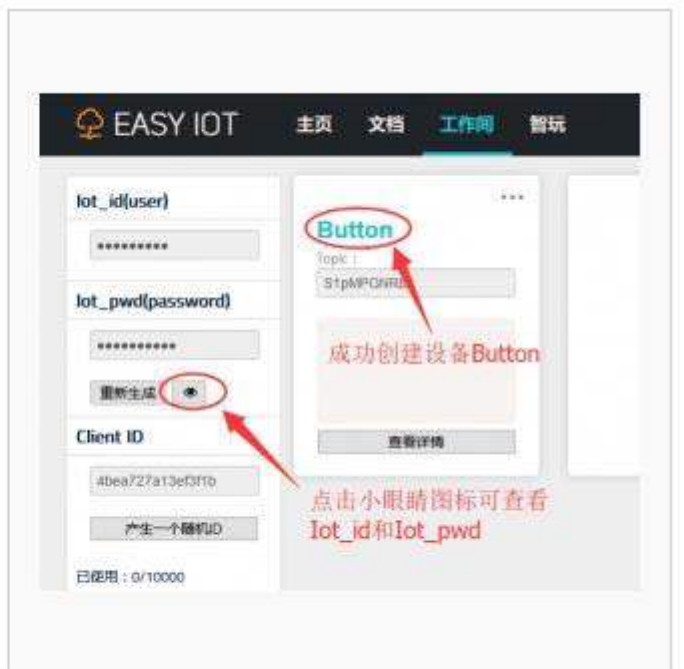 EASY IOT 主页 文档 工作间 智玩
Iot_id(user)
•••••••••
Iot_pwd(password)
••••••••••
重新生成
Client ID
4bea727a13ef3f1b
产生一个随机ID
已使用：0/10000
•••
Button
Topic：
成功创建设备Button
查看详情
点击小眼睛图标可查看
Iot_id和Iot_pwd